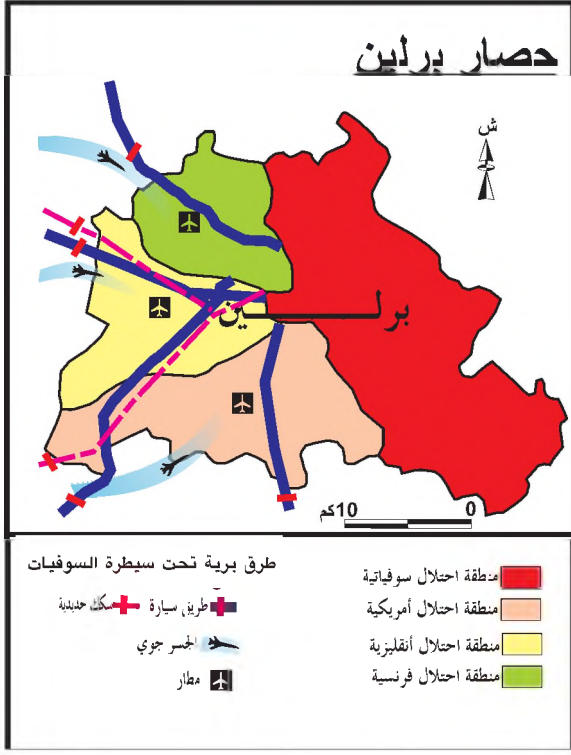 حصار برلين
ش
برلــــــين
10كم 0
منطقة احتلال سوفياتية
منطقة احتلال أمريكية
منطقة احتلال أنقليزية
منطقة احتلال فرنسية
طرق برية تحت سيطرة السوفيات
طريق سيارة سكك حديدية
الجسر جوي
مطار